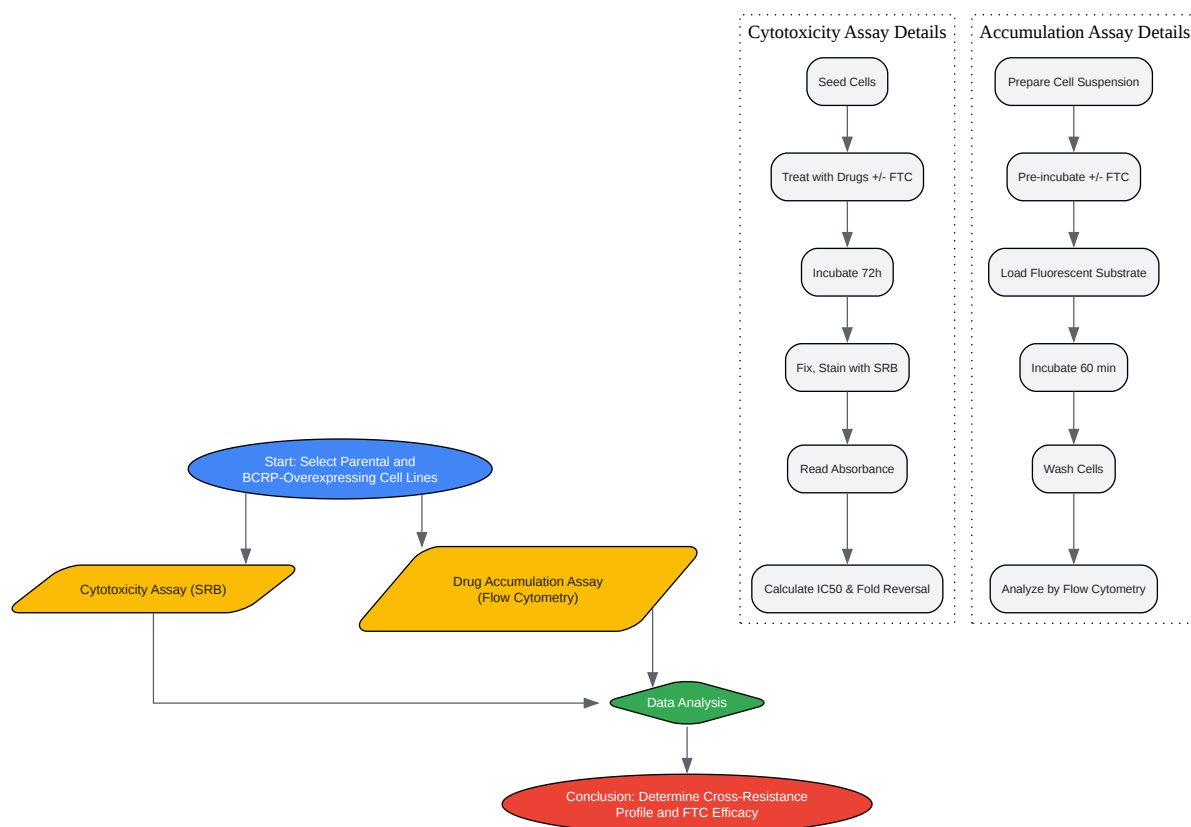 Cytotoxicity Assay Details
Seed Cells
Treat with Drugs +/- FTC
Incubate 72h
Fix, Stain with SRB
Read Absorbance
Calculate IC50 & Fold Reversal
Accumulation Assay Details
Prepare Cell Suspension
Pre-incubate +/- FTC
Load Fluorescent Substrate
Incubate 60 min
Wash Cells
Analyze by Flow Cytometry
Start: Select Parental and
BCRP-Overexpressing Cell Lines
Cytotoxicity Assay (SRB)
Drug Accumulation Assay
(Flow Cytometry)
Data Analysis
Conclusion: Determine Cross-Resistance
Profile and FTC Efficacy